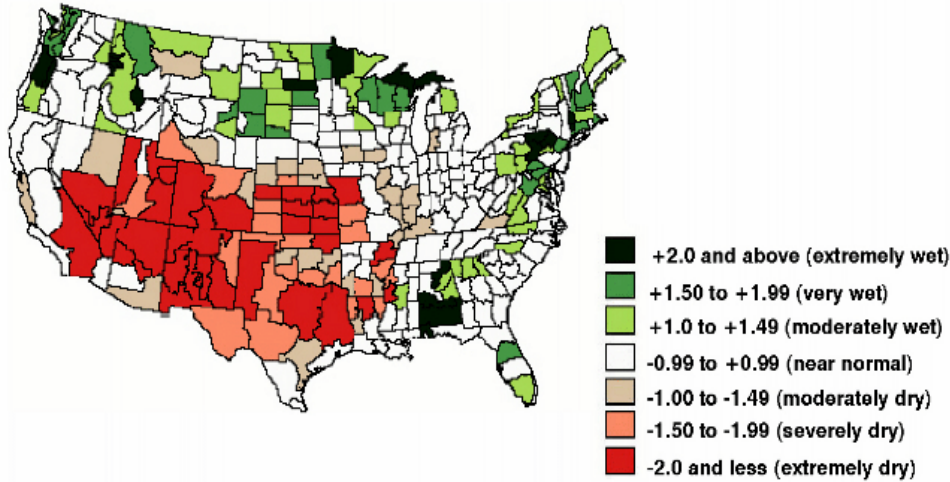 +2.0 and above (extremely wet)
+1.50 to +1.99 (very wet)
+1.0 to +1.49 (moderately wet)
-0.99 to +0.99 (near normal)
-1.00 to -1.49 (moderately dry)
-1.50 to -1.99 (severely dry)
-2.0 and less (extremely dry)